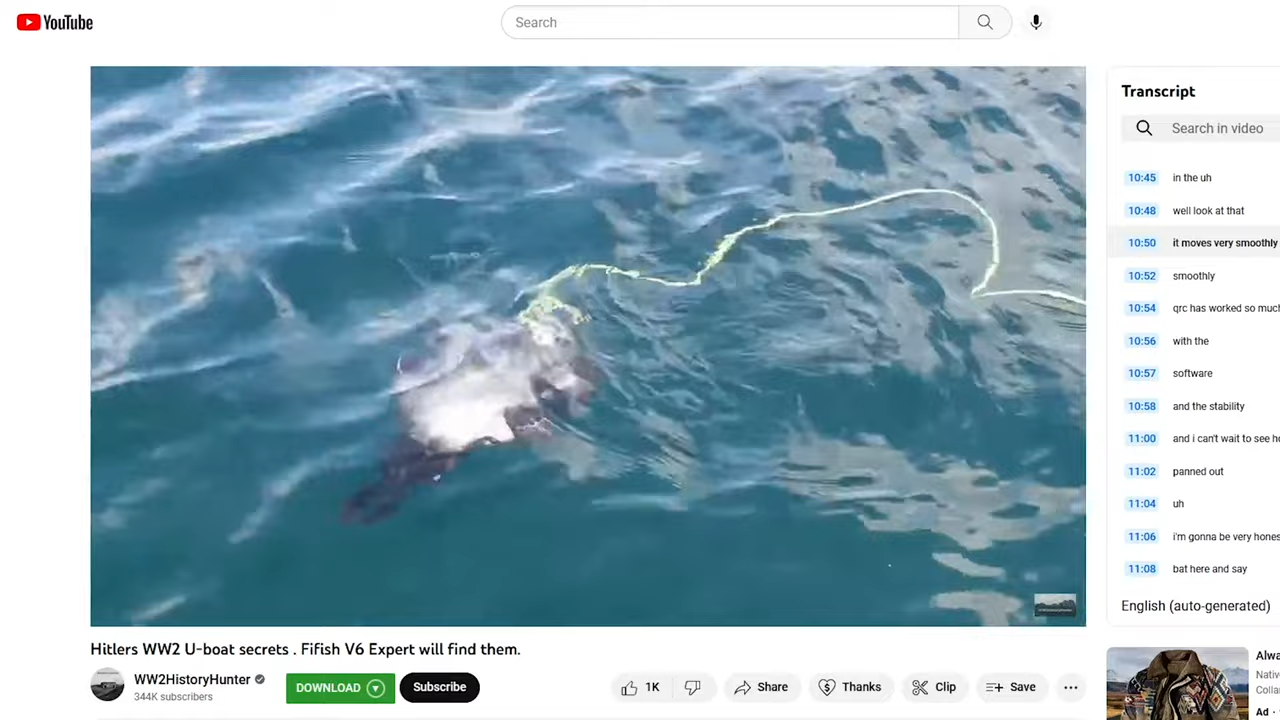 YouTube
Search
Transcript
Search in video
10:45 in the uh
10:48 well look at that
10:50 it moves very smoothly
10:52 smoothly
10:54 qrc has worked so much
10:56 with the
10:57 software
10:58 and the stability
11:00 and i can't wait to see
11:02 panned out
11:04 uh
11:06 i'm gonna be very
11:08 bat here and say
English (auto-generated)
Hitlers WW2 U-boat secrets . Fifish V6 Expert will find them.
WW2HistoryHunter
344K subscribers
DOWNLOAD
Subscribe
1K
Share
Thanks
Clip
Save
Ad